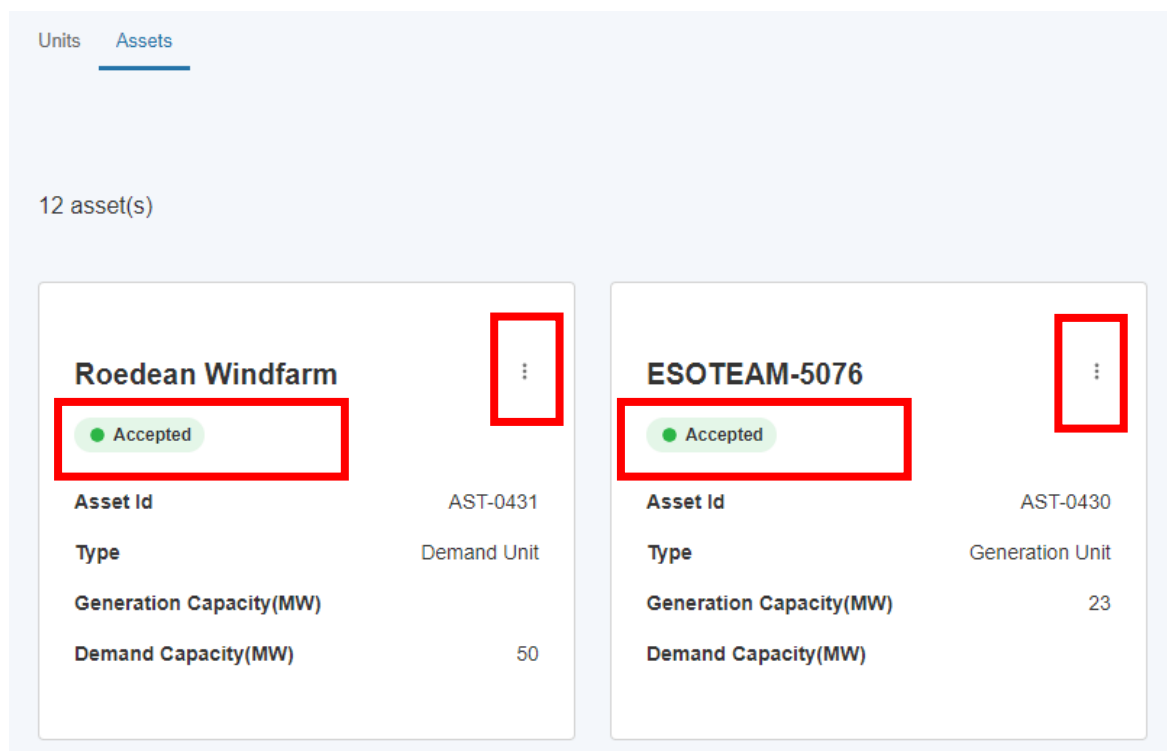 Units Assets
12 asset(s)
Roedean Windfarm
Accepted
Asset Id AST-0431
Type Demand Unit
Generation Capacity(MW)
Demand Capacity(MW) 50
ESOTEAM-5076
Accepted
Asset Id AST-0430
Type Generation Unit
Generation Capacity(MW) 23
Demand Capacity(MW)